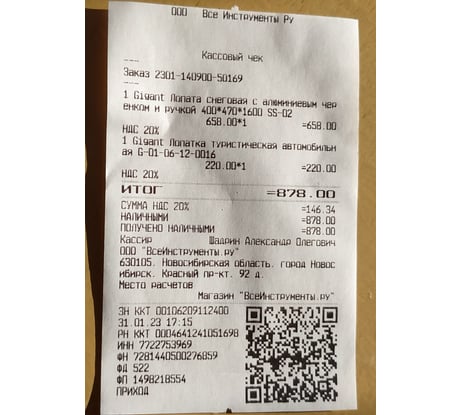 ООО Все Инструменты Ру
---
Кассовый чек
---
Заказ 2301-140900-50169
1 Gigant Лопата снеговая с алюминиевым чер
енком и ручкой 400*470*1600 SS-02
658.00*1 =658.00
НДС 20%
1 Gigant Лопатка туристическая автомобильн
ая G-01-06-12-0016
220.00*1 =220.00
НДС 20%
ИТОГ =878.00
СУММА НДС 20% =146.34
НАЛИЧНЫМИ =878.00
ПОЛУЧЕНО НАЛИЧНЫМИ =878.00
Кассир Шадрин Александр Олегович
ООО "ВсеИнструменты.ру"
630105, Новосибирская область, город Новос
ибирск, Красный пр-кт, 92 д.
Место расчетов
Магазин "ВсеИнструменты.ру"
ЗН ККТ 00106209112400
31.01.23 17:15
РН ККТ 0004641241051698
ИНН 7722753969
ФН 7281440500276859
ФД 522
ФП 1498218554
ПРИХОД